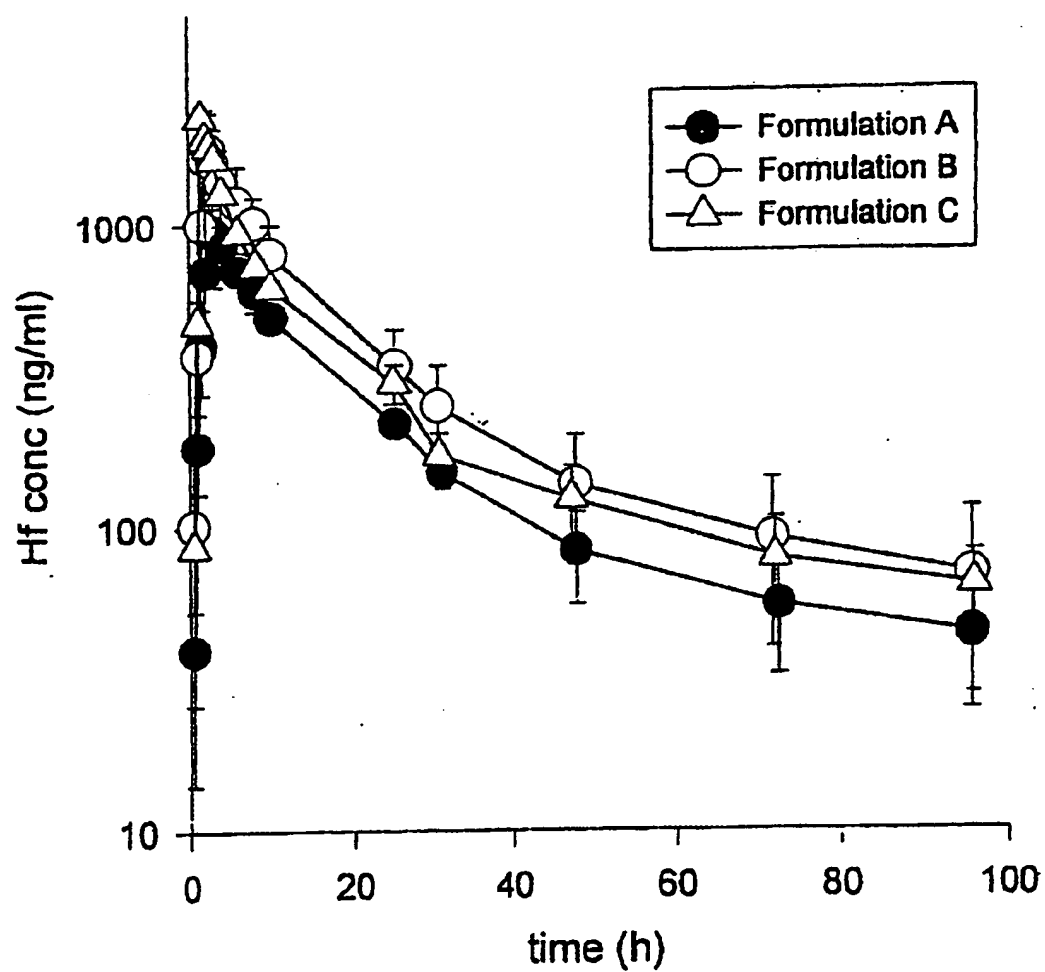 Formulation A
Formulation B
Formulation C
1000
100
10
Hf conc (ng/ml)
0 20 40 60 80 100
time (h)